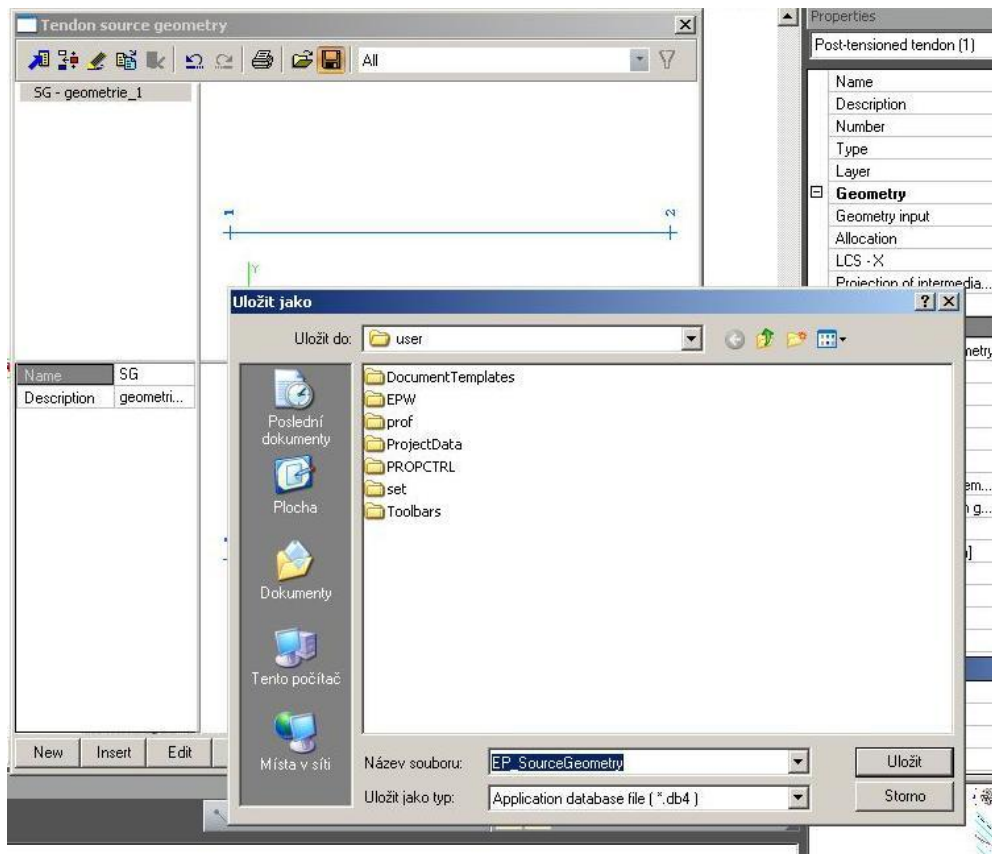 Tendon source geometry
All
SG - geometrie_1
1
2
Y
Name SG
Description geometri...
New Insert Edit
Properties
Post-tensioned tendon (1)
Name
Description
Number
Type
Layer
Geometry
Geometry input
Allocation
LCS - X
Projection of intermedia...
Uložit jako
Uložit do: user
Poslední dokumenty
Plocha
Dokumenty
Tento počítač
Místa v síti
DocumentTemplates
EPW
prof
ProjectData
PROPCTRL
set
Toolbars
Název souboru: EP_SourceGeometry
Uložit
Uložit jako typ: Application database file ( *.db4 )
Storno